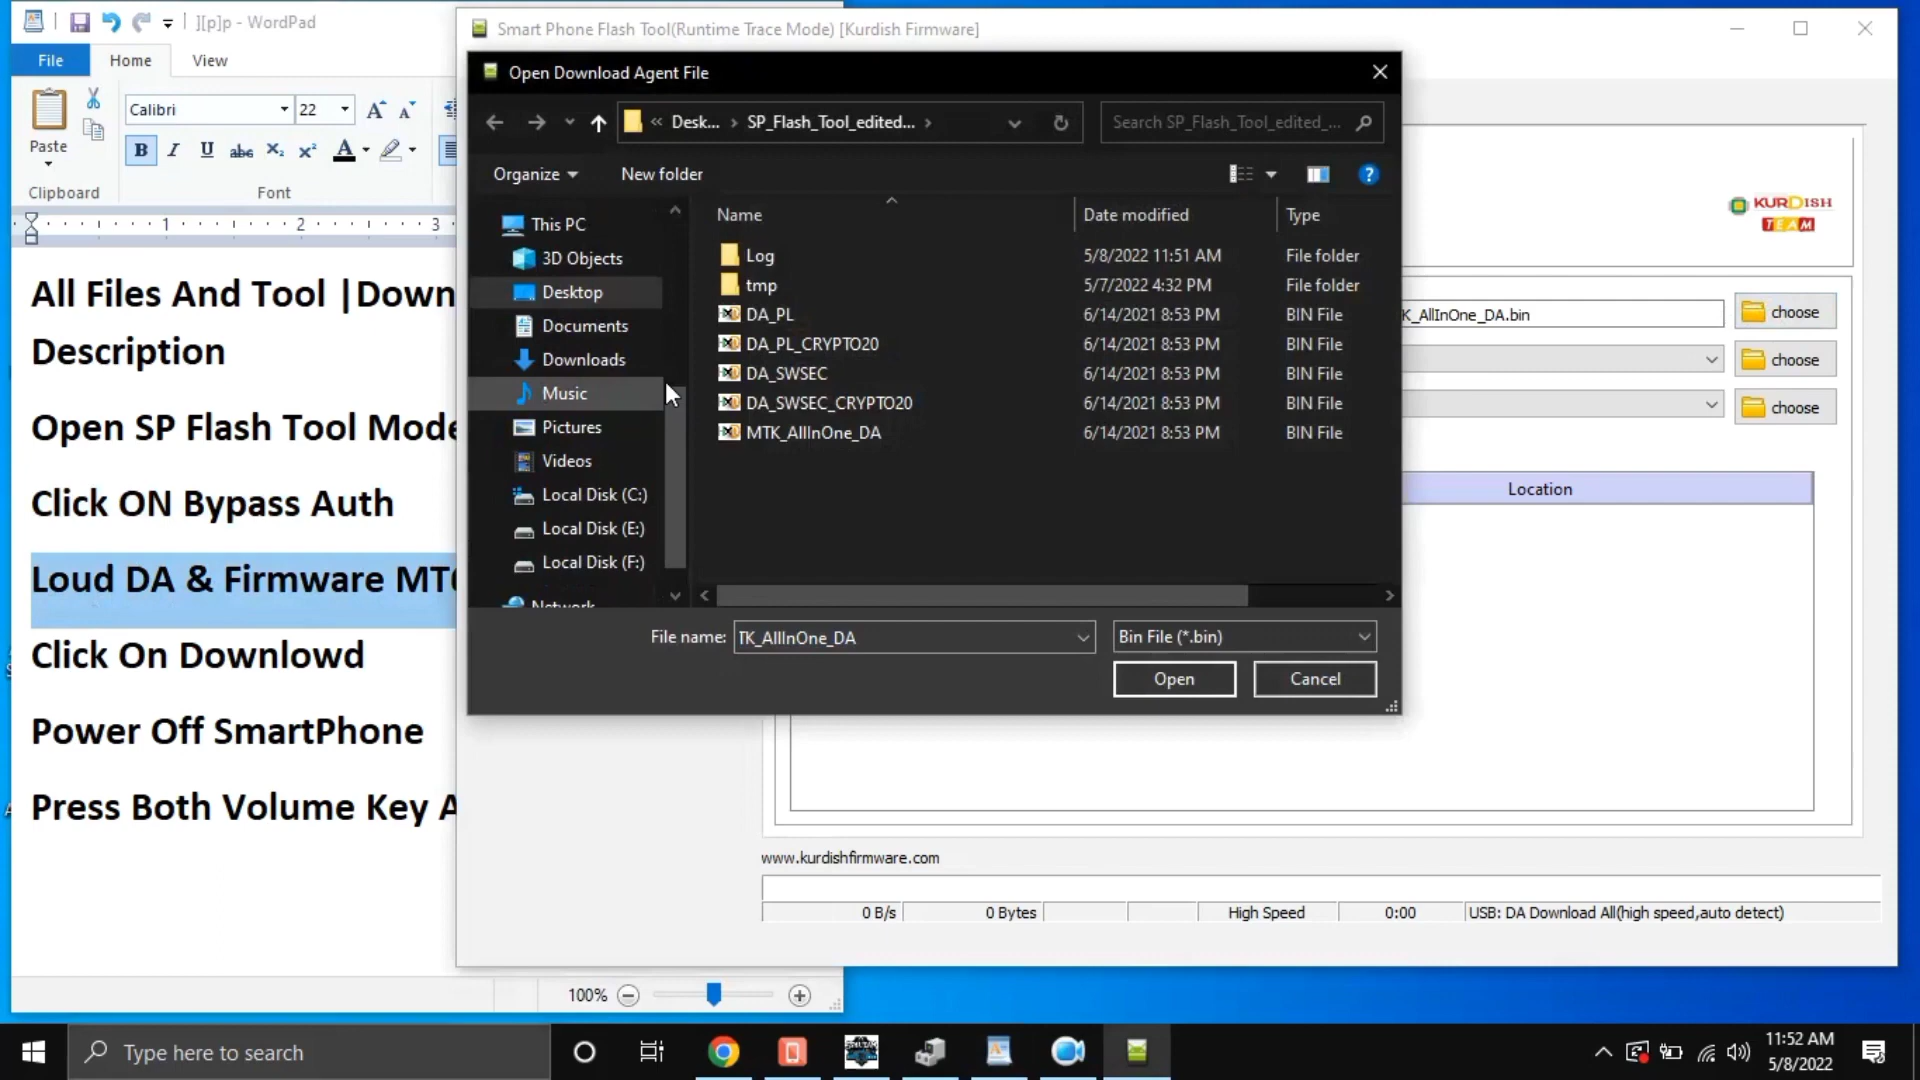 ][p]p - WordPad
File
Home
View
Paste
Clipboard
Calibri
22
B
I
U
abc
X₂
X²
A
Font
1
2
3
All Files And Tool |Down
Description
Open SP Flash Tool Mode
Click ON Bypass Auth
Loud DA & Firmware MT6
Click On Downlowd
Power Off SmartPhone
Press Both Volume Key A
100%
Smart Phone Flash Tool(Runtime Trace Mode) [Kurdish Firmware]
Open Download Agent File
« Desk... › SP_Flash_Tool_edited... ›
Search SP_Flash_Tool_edited_...
Organize
New folder
This PC
3D Objects
Desktop
Documents
Downloads
Music
Pictures
Videos
Local Disk (C:)
Local Disk (E:)
Local Disk (F:)
Network
Name
Date modified
Type
Log 5/8/2022 11:51 AM File folder
tmp 5/7/2022 4:32 PM File folder
DA_PL 6/14/2021 8:53 PM BIN File
DA_PL_CRYPTO20 6/14/2021 8:53 PM BIN File
DA_SWSEC 6/14/2021 8:53 PM BIN File
DA_SWSEC_CRYPTO20 6/14/2021 8:53 PM BIN File
MTK_AllInOne_DA 6/14/2021 8:53 PM BIN File
File name: TK_AllInOne_DA
Bin File (*.bin)
Open
Cancel
KURDISH
TEAM
K_AllInOne_DA.bin
choose
choose
choose
Location
www.kurdishfirmware.com
0 B/s
0 Bytes
High Speed
0:00
USB: DA Download All(high speed,auto detect)
Type here to search
11:52 AM
5/8/2022